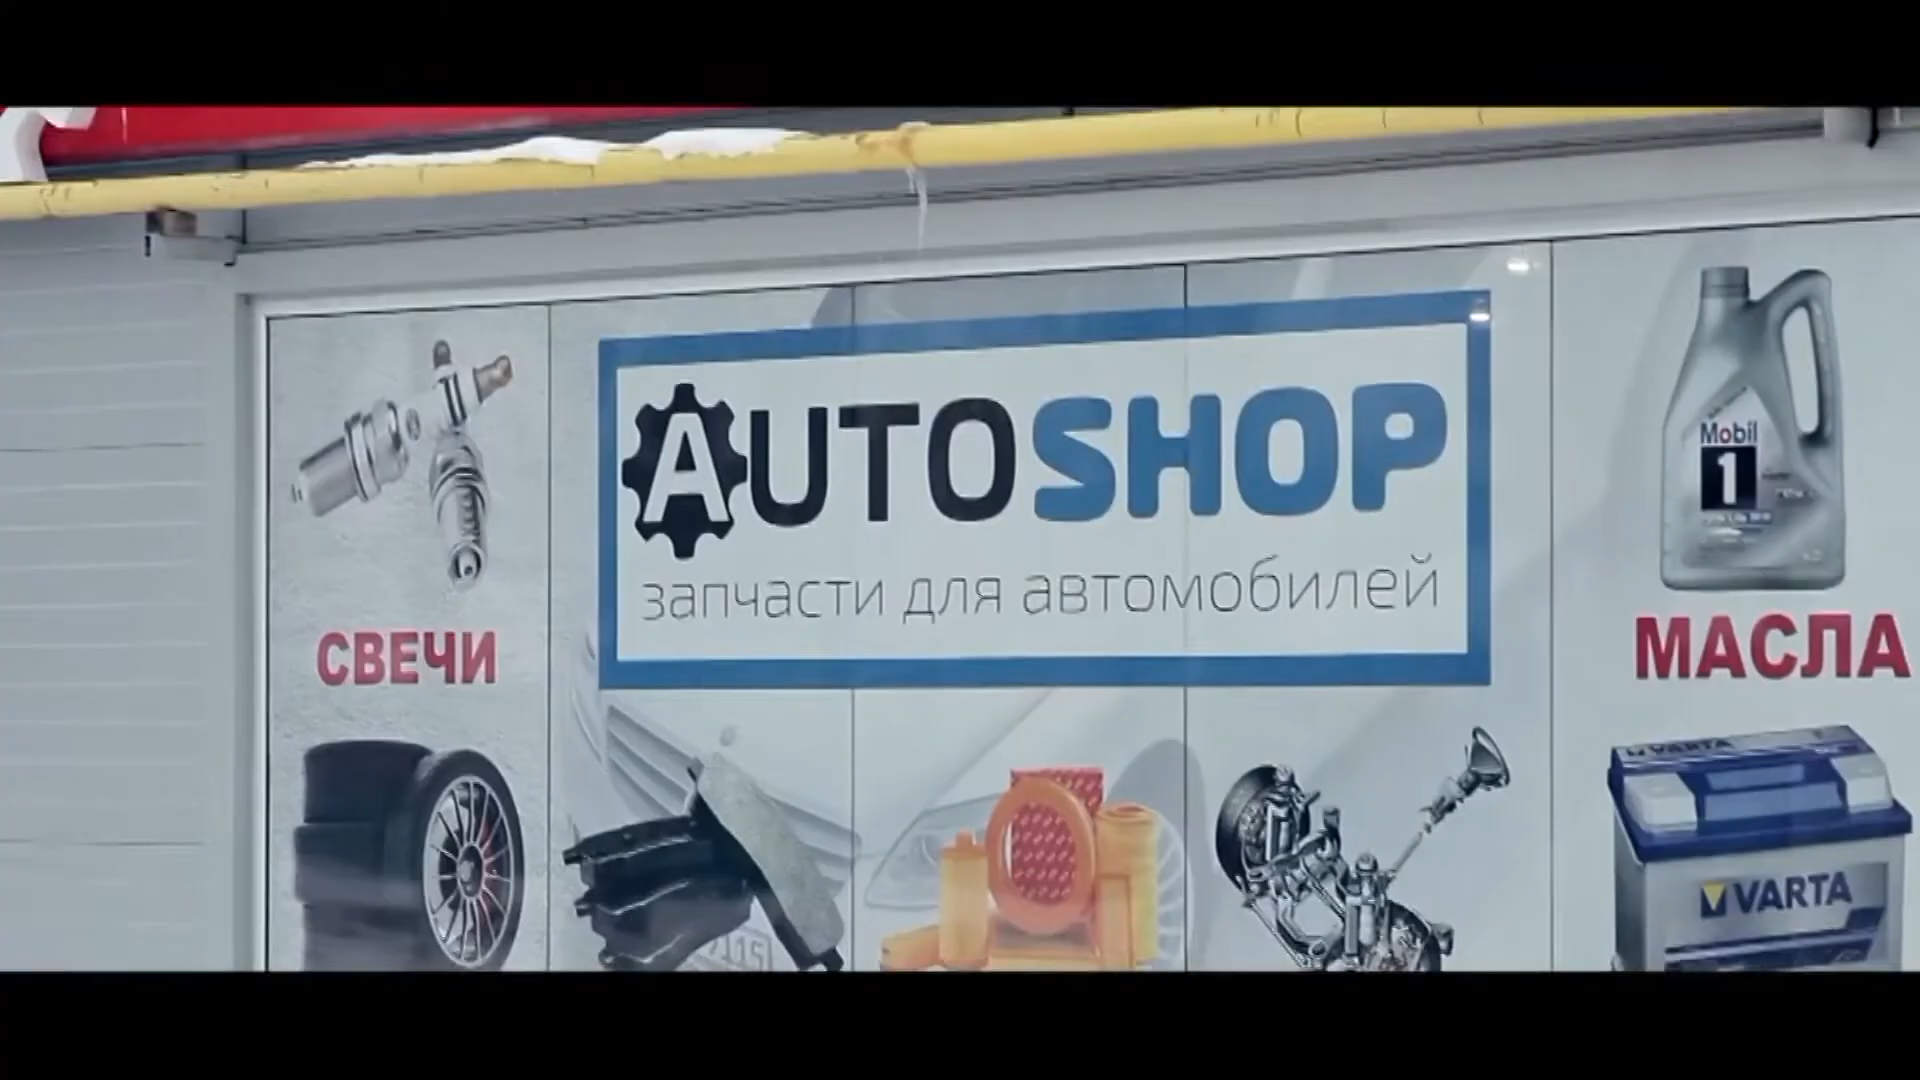 AUTOSHOP
запчасти для автомобилей
СВЕЧИ
Mobil
1
МАСЛА
VARTA
VARTA